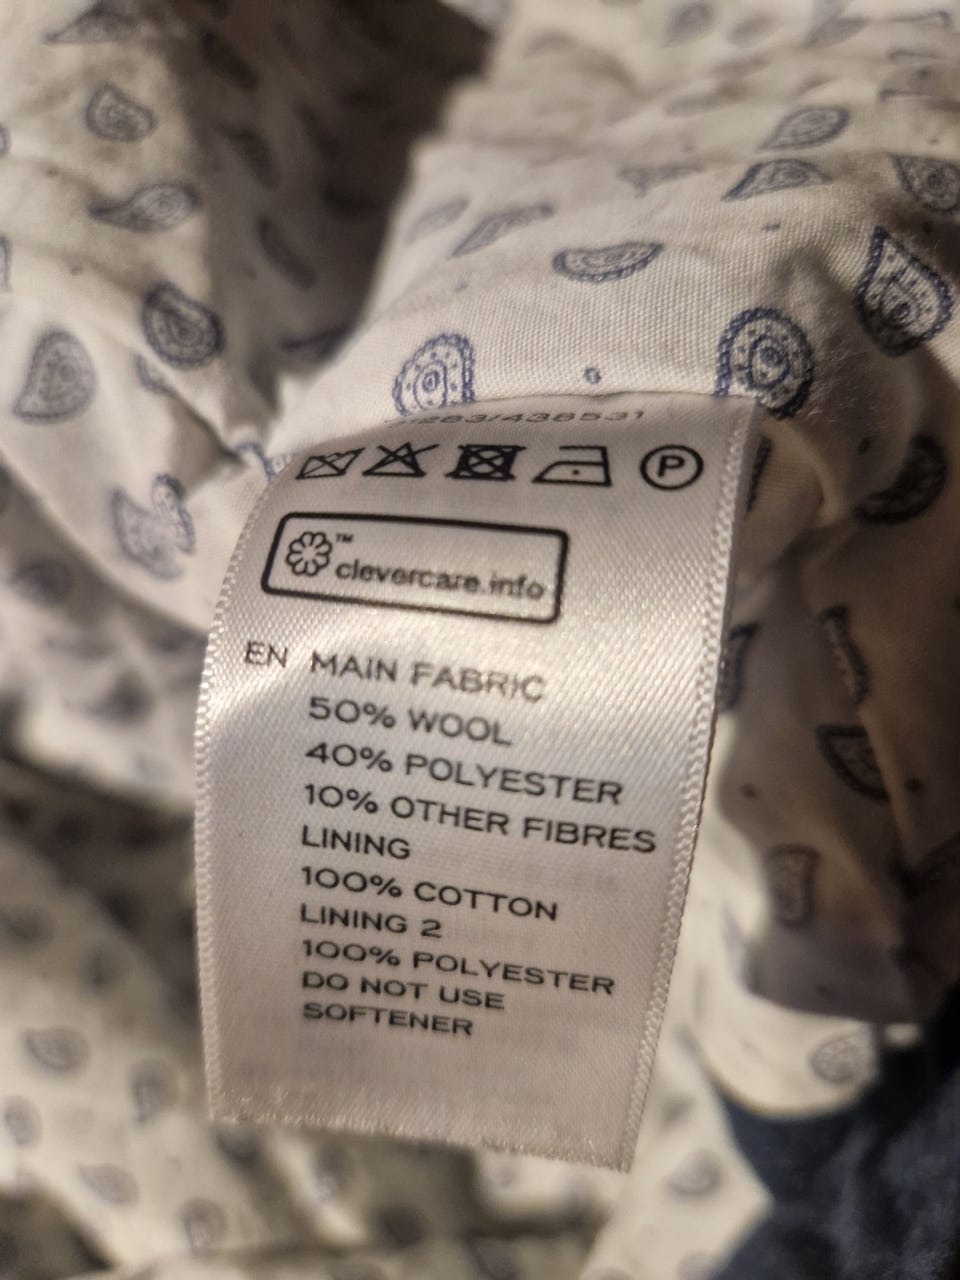 P
™
clevercare.info
EN MAIN FABRIC
50% WOOL
40% POLYESTER
10% OTHER FIBRES
LINING
100% COTTON
LINING 2
100% POLYESTER
DO NOT USE
SOFTENER